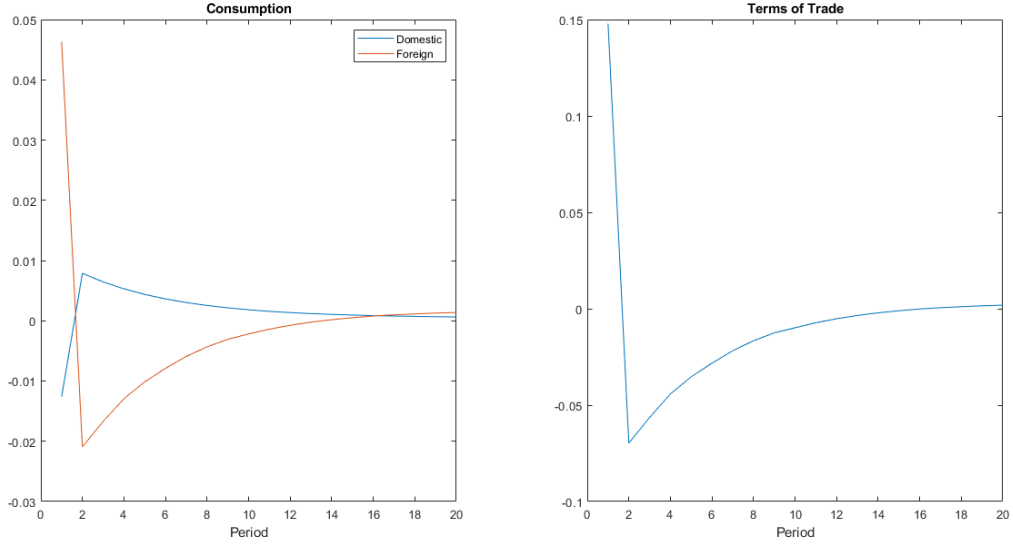 Consumption
0.05
0.04
0.03
0.02
0.01
0
-0.01
-0.02
-0.03
0 2 4 6 8 10 12 14 16 18 20
Period
Domestic
Foreign
Terms of Trade
0.15
0.1
0.05
0
-0.05
-0.1
0 2 4 6 8 10 12 14 16 18 20
Period